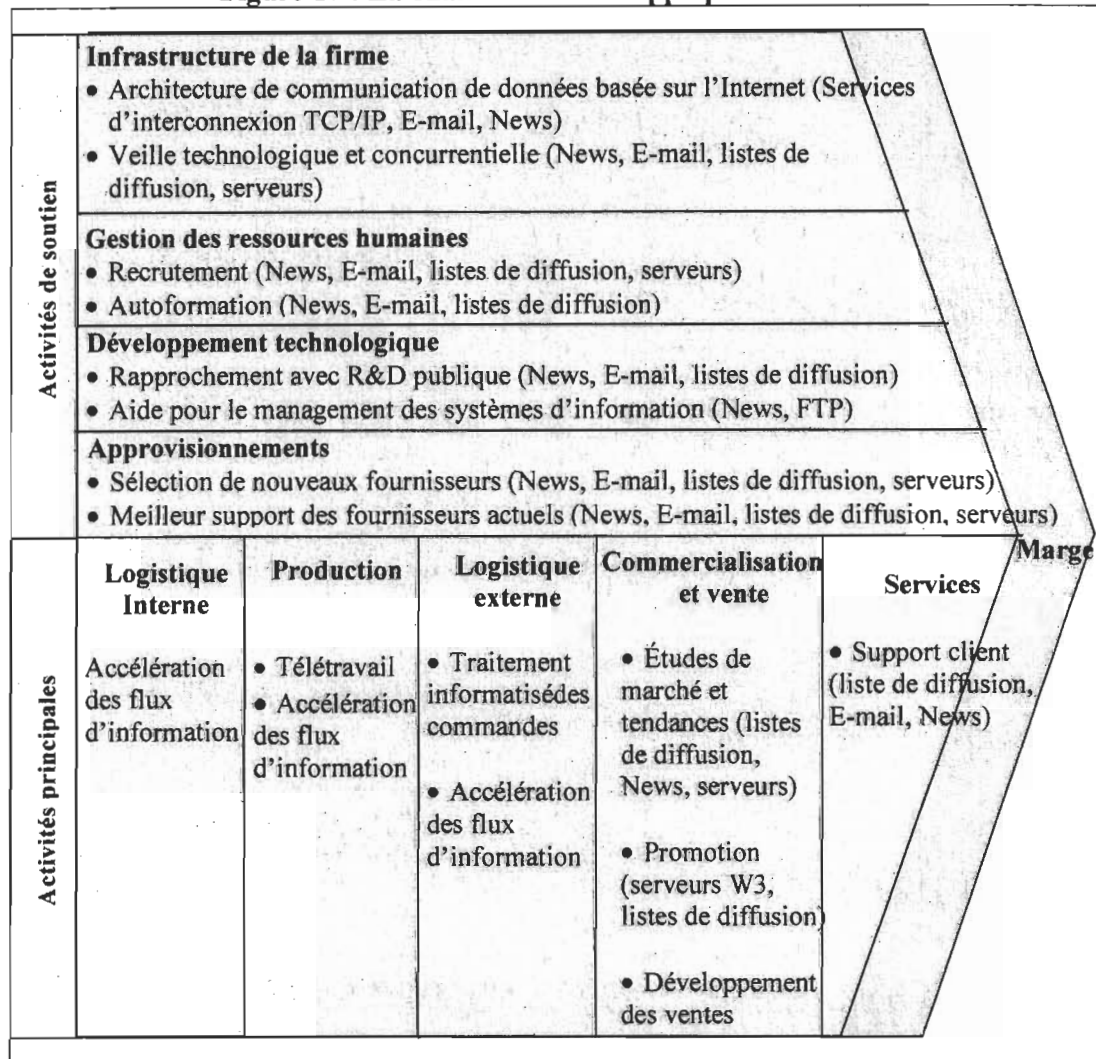 Activités de soutien
Infrastructure de la firme
• Architecture de communication de données basée sur l'Internet (Services
d'interconnexion TCP/IP, E-mail, News)
• Veille technologique et concurrentielle (News, E-mail, listes de
diffusion, serveurs)
Gestion des ressources humaines
• Recrutement (News, E-mail, listes de diffusion, serveurs)
• Autoformation (News, E-mail, listes de diffusion)
Développement technologique
• Rapprochement avec R&D publique (News, E-mail, listes de diffusion)
• Aide pour le management des systèmes d'information (News, FTP)
Approvisionnements
• Sélection de nouveaux fournisseurs (News, E-mail, listes de diffusion, serveurs)
• Meilleur support des fournisseurs actuels (News, E-mail, listes de diffusion, serveurs)
Marge
Activités principales
Logistique
Interne
Accélération
des flux
d'information
Production
• Télétravail
• Accélération
des flux
d'information
Logistique
externe
• Traitement
informatisédes
commandes
• Accélération
des flux
d'information
Commercialisation
et vente
• Études de
marché et
tendances (listes
de diffusion,
News, serveurs)
• Promotion
(serveurs W3,
listes de diffusion)
• Développement
des ventes
Services
• Support client
(liste de diffusion,
E-mail, News)